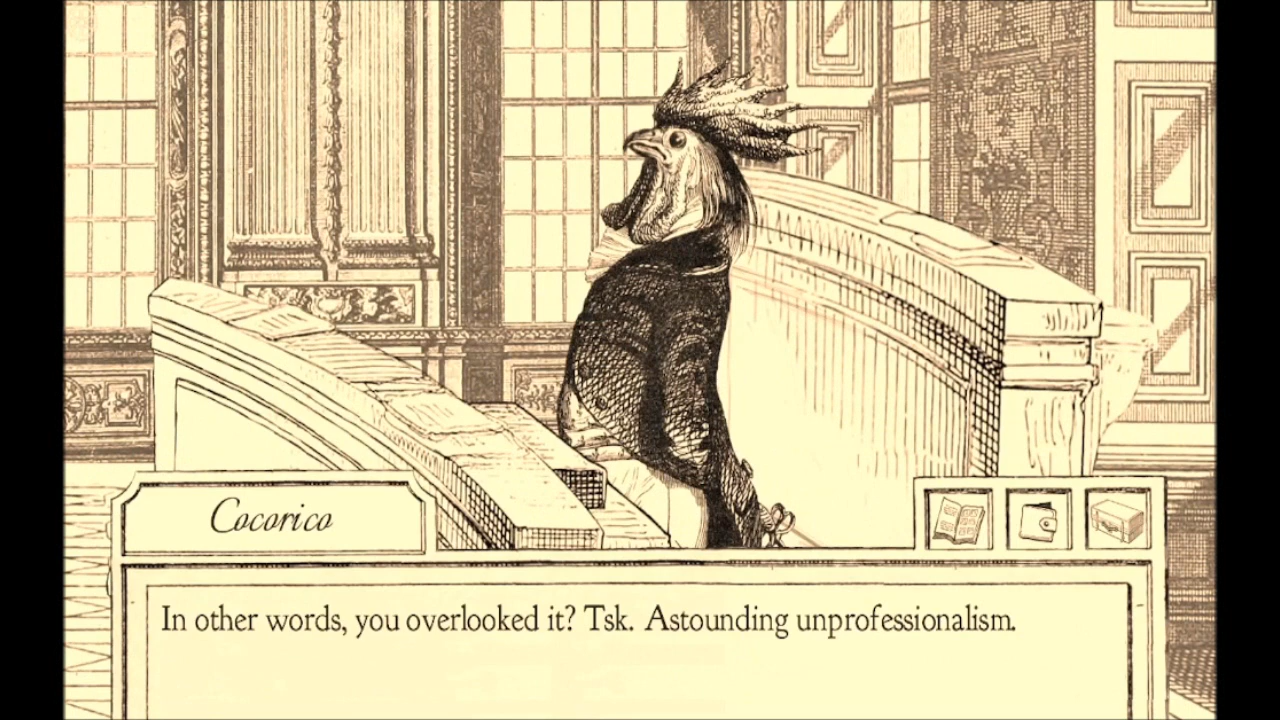 Cocorico
In other words, you overlooked it? Tsk. Astounding unprofessionalism.